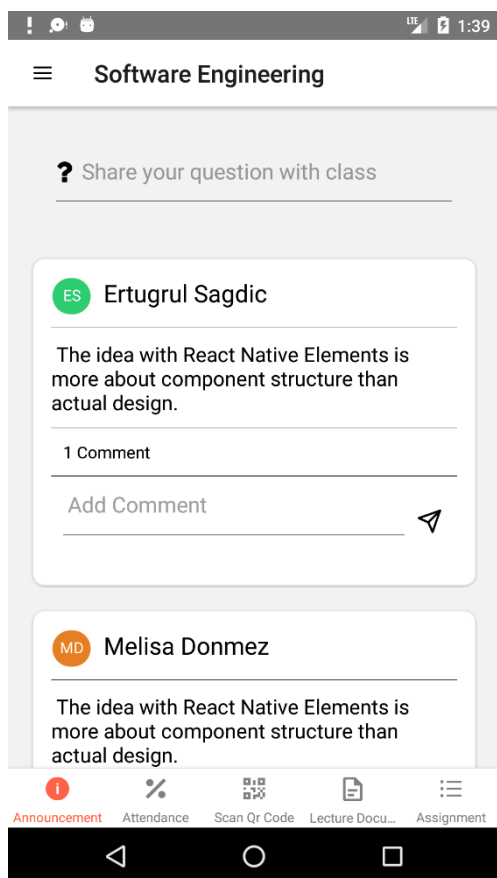 LTE 1:39
Software Engineering
? Share your question with class
ES Ertugrul Sagdic
The idea with React Native Elements is
more about component structure than
actual design.
1 Comment
Add Comment
MD Melisa Donmez
The idea with React Native Elements is
more about component structure than
actual design.
Announcement Attendance Scan Qr Code Lecture Docu... Assignment